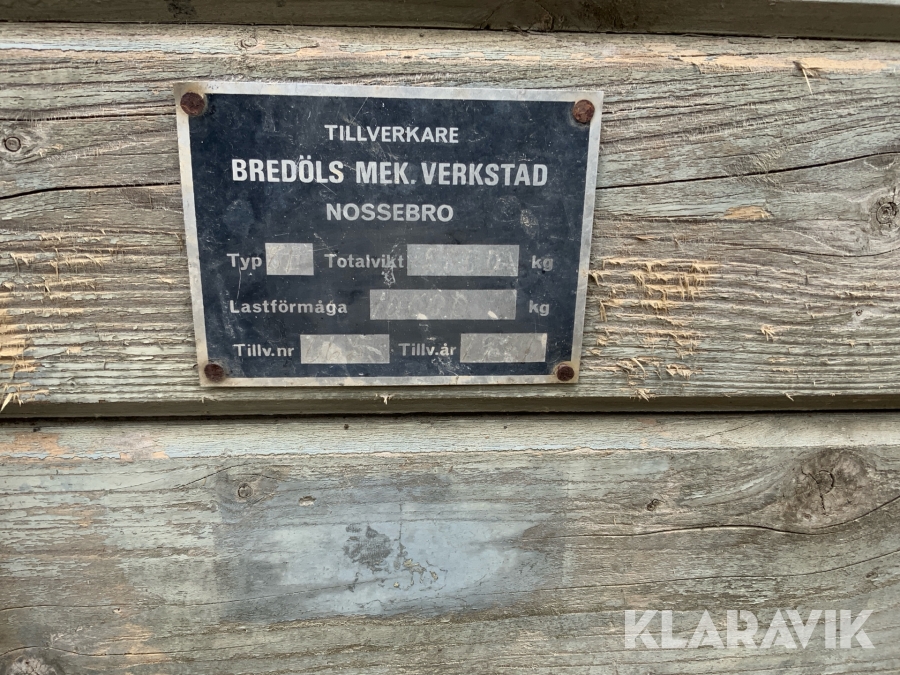 TILLVERKARE
BREDÖLS MEK. VERKSTAD
NOSSEBRO
Typ Totalvikt kg
Lastförmåga kg
Tillv.nr Tillv.år
KLARAVIK